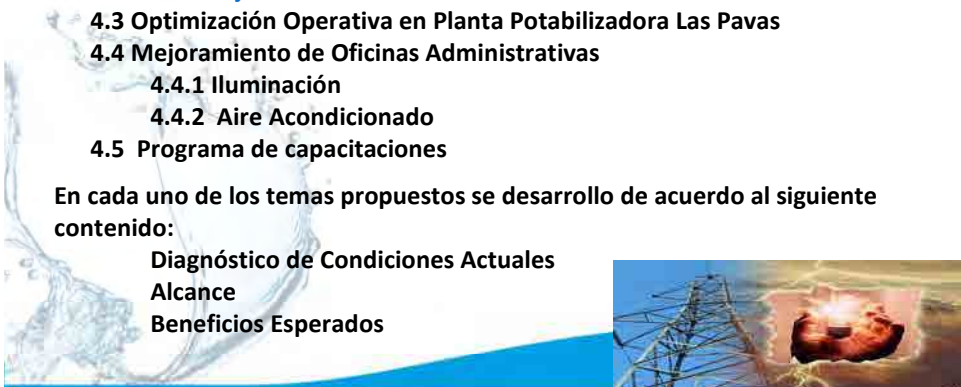 4.3 Optimización Operativa en Planta Potabilizadora Las Pavas
4.4 Mejoramiento de Oficinas Administrativas
4.4.1 Iluminación
4.4.2 Aire Acondicionado
4.5 Programa de capacitaciones
En cada uno de los temas propuestos se desarrollo de acuerdo al siguiente
contenido:
Diagnóstico de Condiciones Actuales
Alcance
Beneficios Esperados